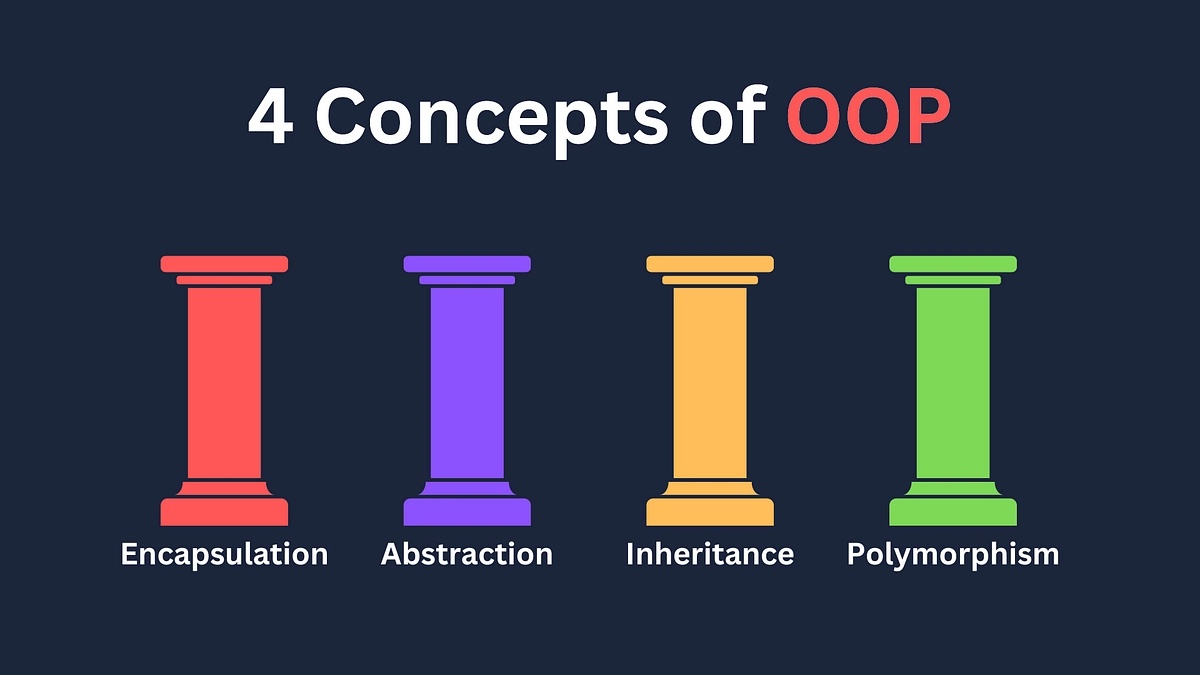 4 Concepts of OOP
Encapsulation
Abstraction
Inheritance
Polymorphism